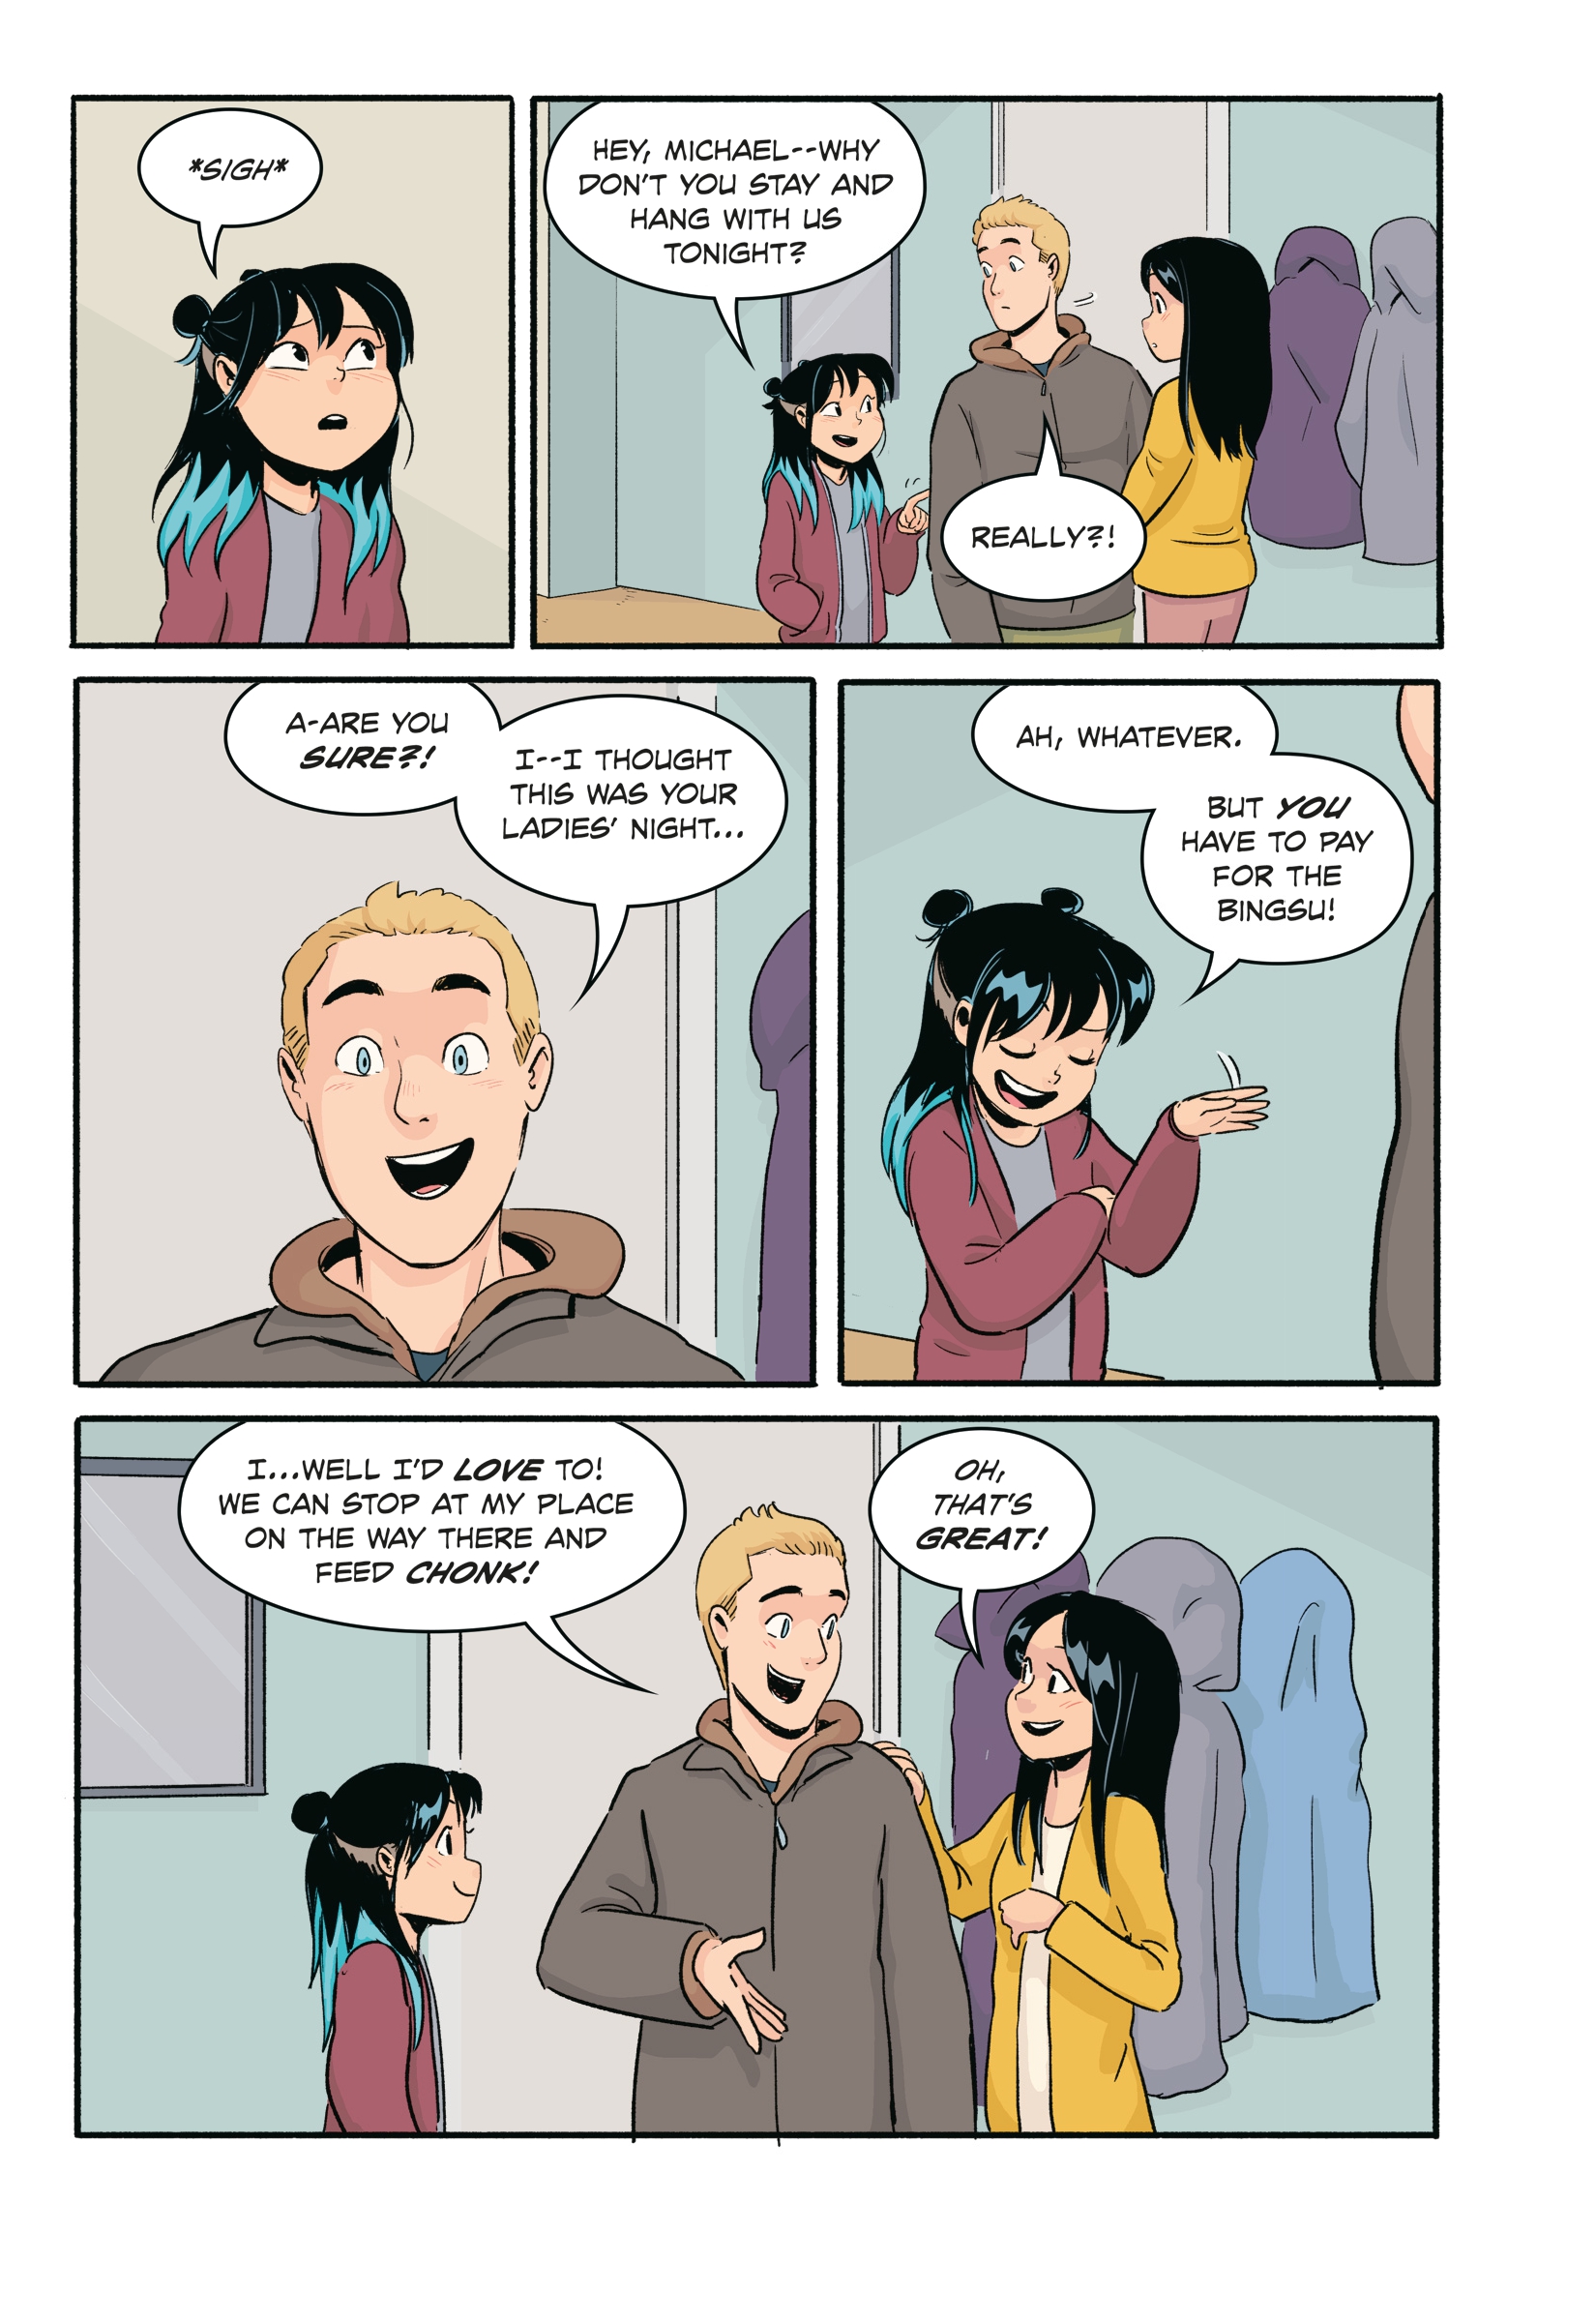 *SIGH*
HEY, MICHAEL--WHY
DON'T YOU STAY AND
HANG WITH US
TONIGHT?
REALLY?!
A-ARE YOU
SURE?!
I--I THOUGHT
THIS WAS YOUR
LADIES' NIGHT...
AH, WHATEVER.
BUT YOU
HAVE TO PAY
FOR THE
BINGSU!
I...WELL I'D LOVE TO!
WE CAN STOP AT MY PLACE
ON THE WAY THERE AND
FEED CHONK!
OH,
THAT'S
GREAT!